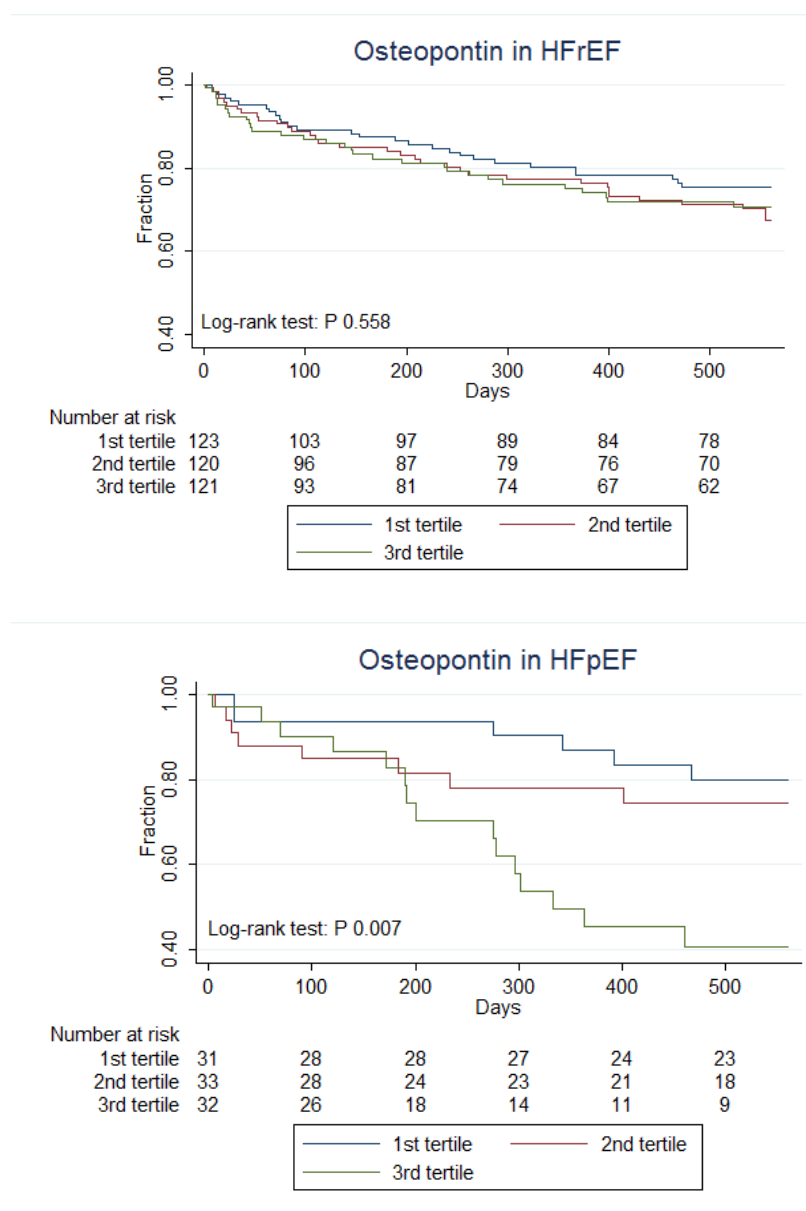 Osteopontin in HFrEF
1.00
0.80
0.60
0.40
Fraction
Log-rank test: P 0.558
0 100 200 300 400 500
Days
Number at risk
1st tertile 123 103 97 89 84 78
2nd tertile 120 96 87 79 76 70
3rd tertile 121 93 81 74 67 62
1st tertile 2nd tertile
3rd tertile
Osteopontin in HFpEF
1.00
0.80
0.60
0.40
Fraction
Log-rank test: P 0.007
0 100 200 300 400 500
Days
Number at risk
1st tertile 31 28 28 27 24 23
2nd tertile 33 28 24 23 21 18
3rd tertile 32 26 18 14 11 9
1st tertile 2nd tertile
3rd tertile